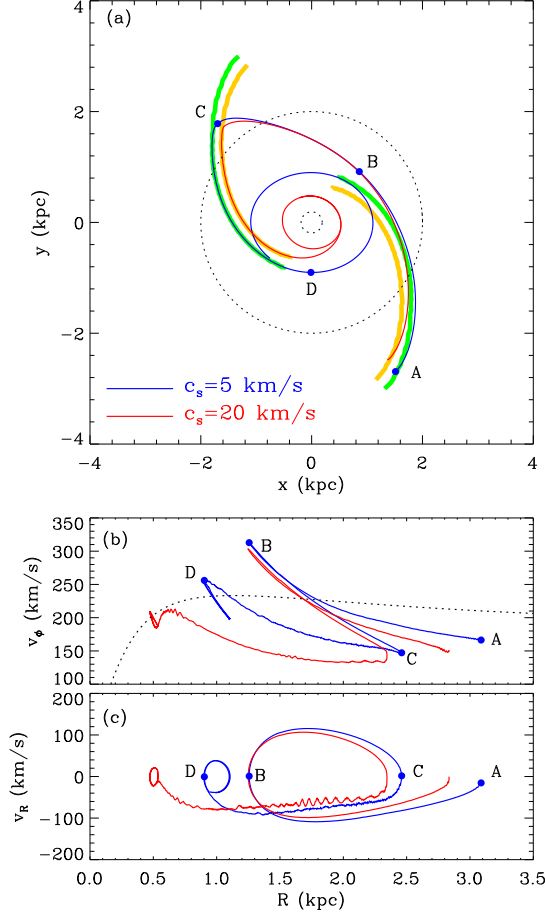 4
(a)
C
2
B
y (kpc)
0
D
−2
A
c_s=5 km/s
c_s=20 km/s
−4
−4 −2 0 2 4
x (kpc)
350
(b)
B
300
D
250
v_ϕ (km/s)
200
A
150
C
100
200
(c)
100
v_R (km/s)
0
D B C A
−100
−200
0.0 0.5 1.0 1.5 2.0 2.5 3.0 3.5
R (kpc)